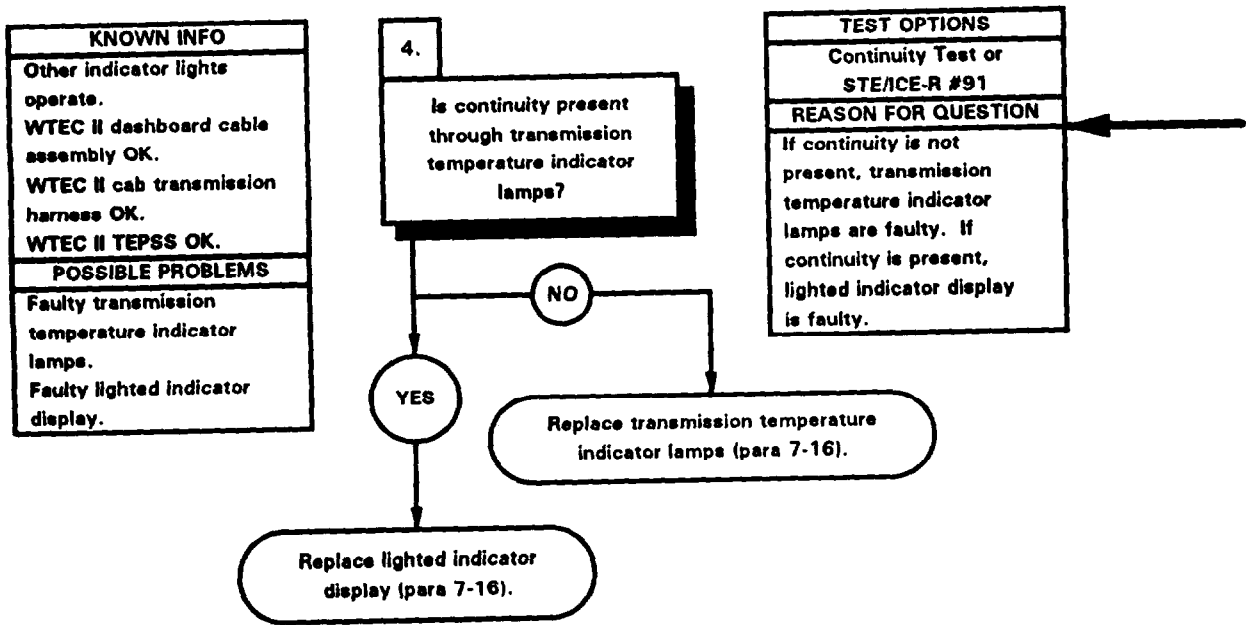 KNOWN INFO
Other indicator lights
operate.
WTEC II dashboard cable
assembly OK.
WTEC II cab transmission
harness OK.
WTEC II TEPSS OK.
POSSIBLE PROBLEMS
Faulty transmission
temperature indicator
lamps.
Faulty lighted indicator
display.
4.
Is continuity present
through transmission
temperature indicator
lamps?
TEST OPTIONS
Continuity Test or
STE/ICE-R #91
REASON FOR QUESTION
If continuity is not
present, transmission
temperature indicator
lamps are faulty. If
continuity is present,
lighted indicator display
is faulty.
NO
YES
Replace transmission temperature
indicator lamps (para 7-16).
Replace lighted indicator
display (para 7-16).